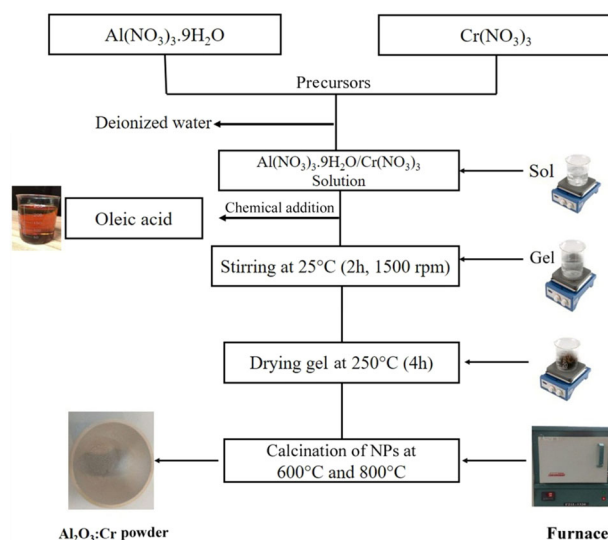 Al(NO₃)₃.9H₂O
Cr(NO₃)₃
Precursors
Deionized water
Al(NO₃)₃.9H₂O/Cr(NO₃)₃
Solution
Sol
Chemical addition
Oleic acid
Stirring at 25°C (2h, 1500 rpm)
Gel
Drying gel at 250°C (4h)
Calcination of NPs at
600°C and 800°C
Al₂O₃:Cr powder
Furnace